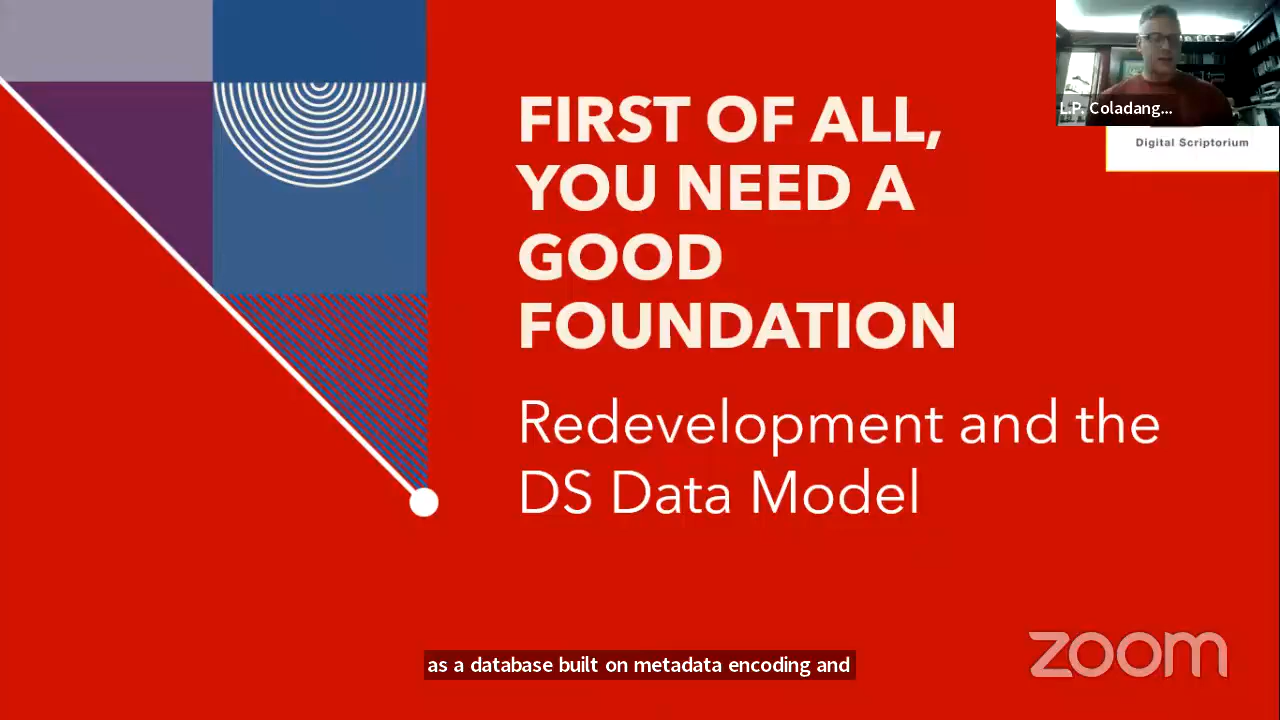 L.P. Coladang...
Digital Scriptorium
FIRST OF ALL,
YOU NEED A
GOOD
FOUNDATION
Redevelopment and the
DS Data Model
as a database built on metadata encoding and
zoom